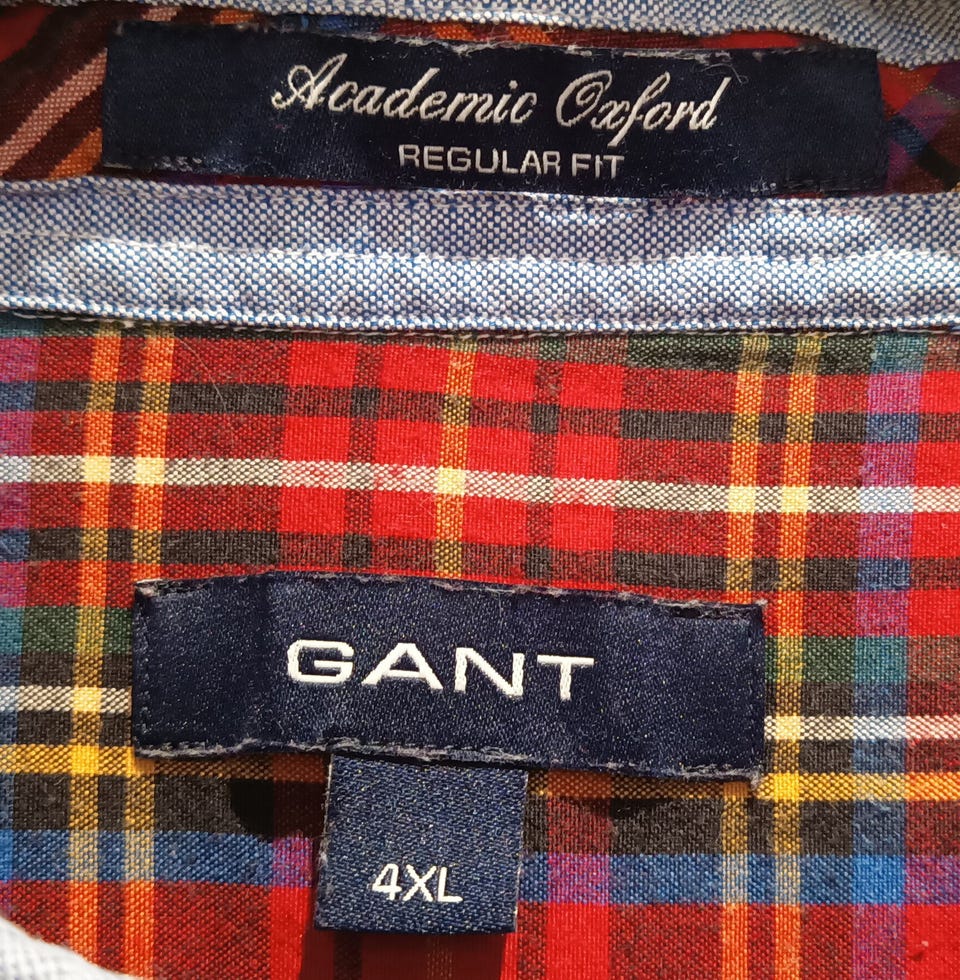 Academic Oxford
REGULAR FIT
GANT
4XL